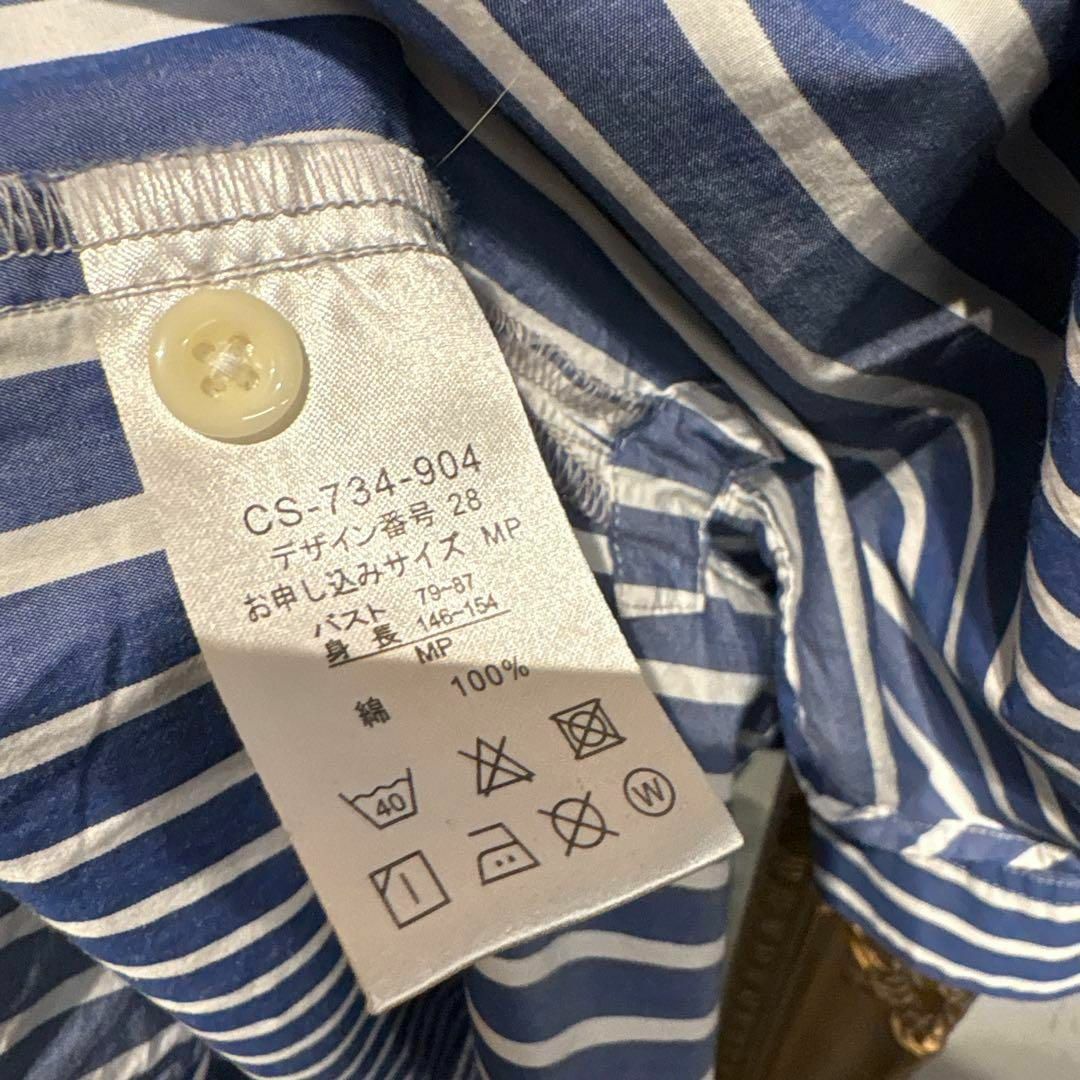 CS-734-904
デザイン番号 28
お申し込みサイズ MP
バスト 79~87
身長 146~154
MP
綿 100%
40
W